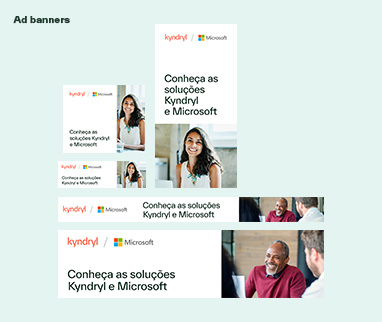 Ad banners
kyndryl / Microsoft
Conheça as
soluções
Kyndryl
e Microsoft
kyndryl / Microsoft
Conheça as
soluções Kyndryl
e Microsoft
kyndryl / Microsoft
Conheça as soluções
Kyndryl e Microsoft
kyndryl / Microsoft
Conheça as soluções
Kyndryl e Microsoft
kyndryl / Microsoft
Conheça as soluções
Kyndryl e Microsoft